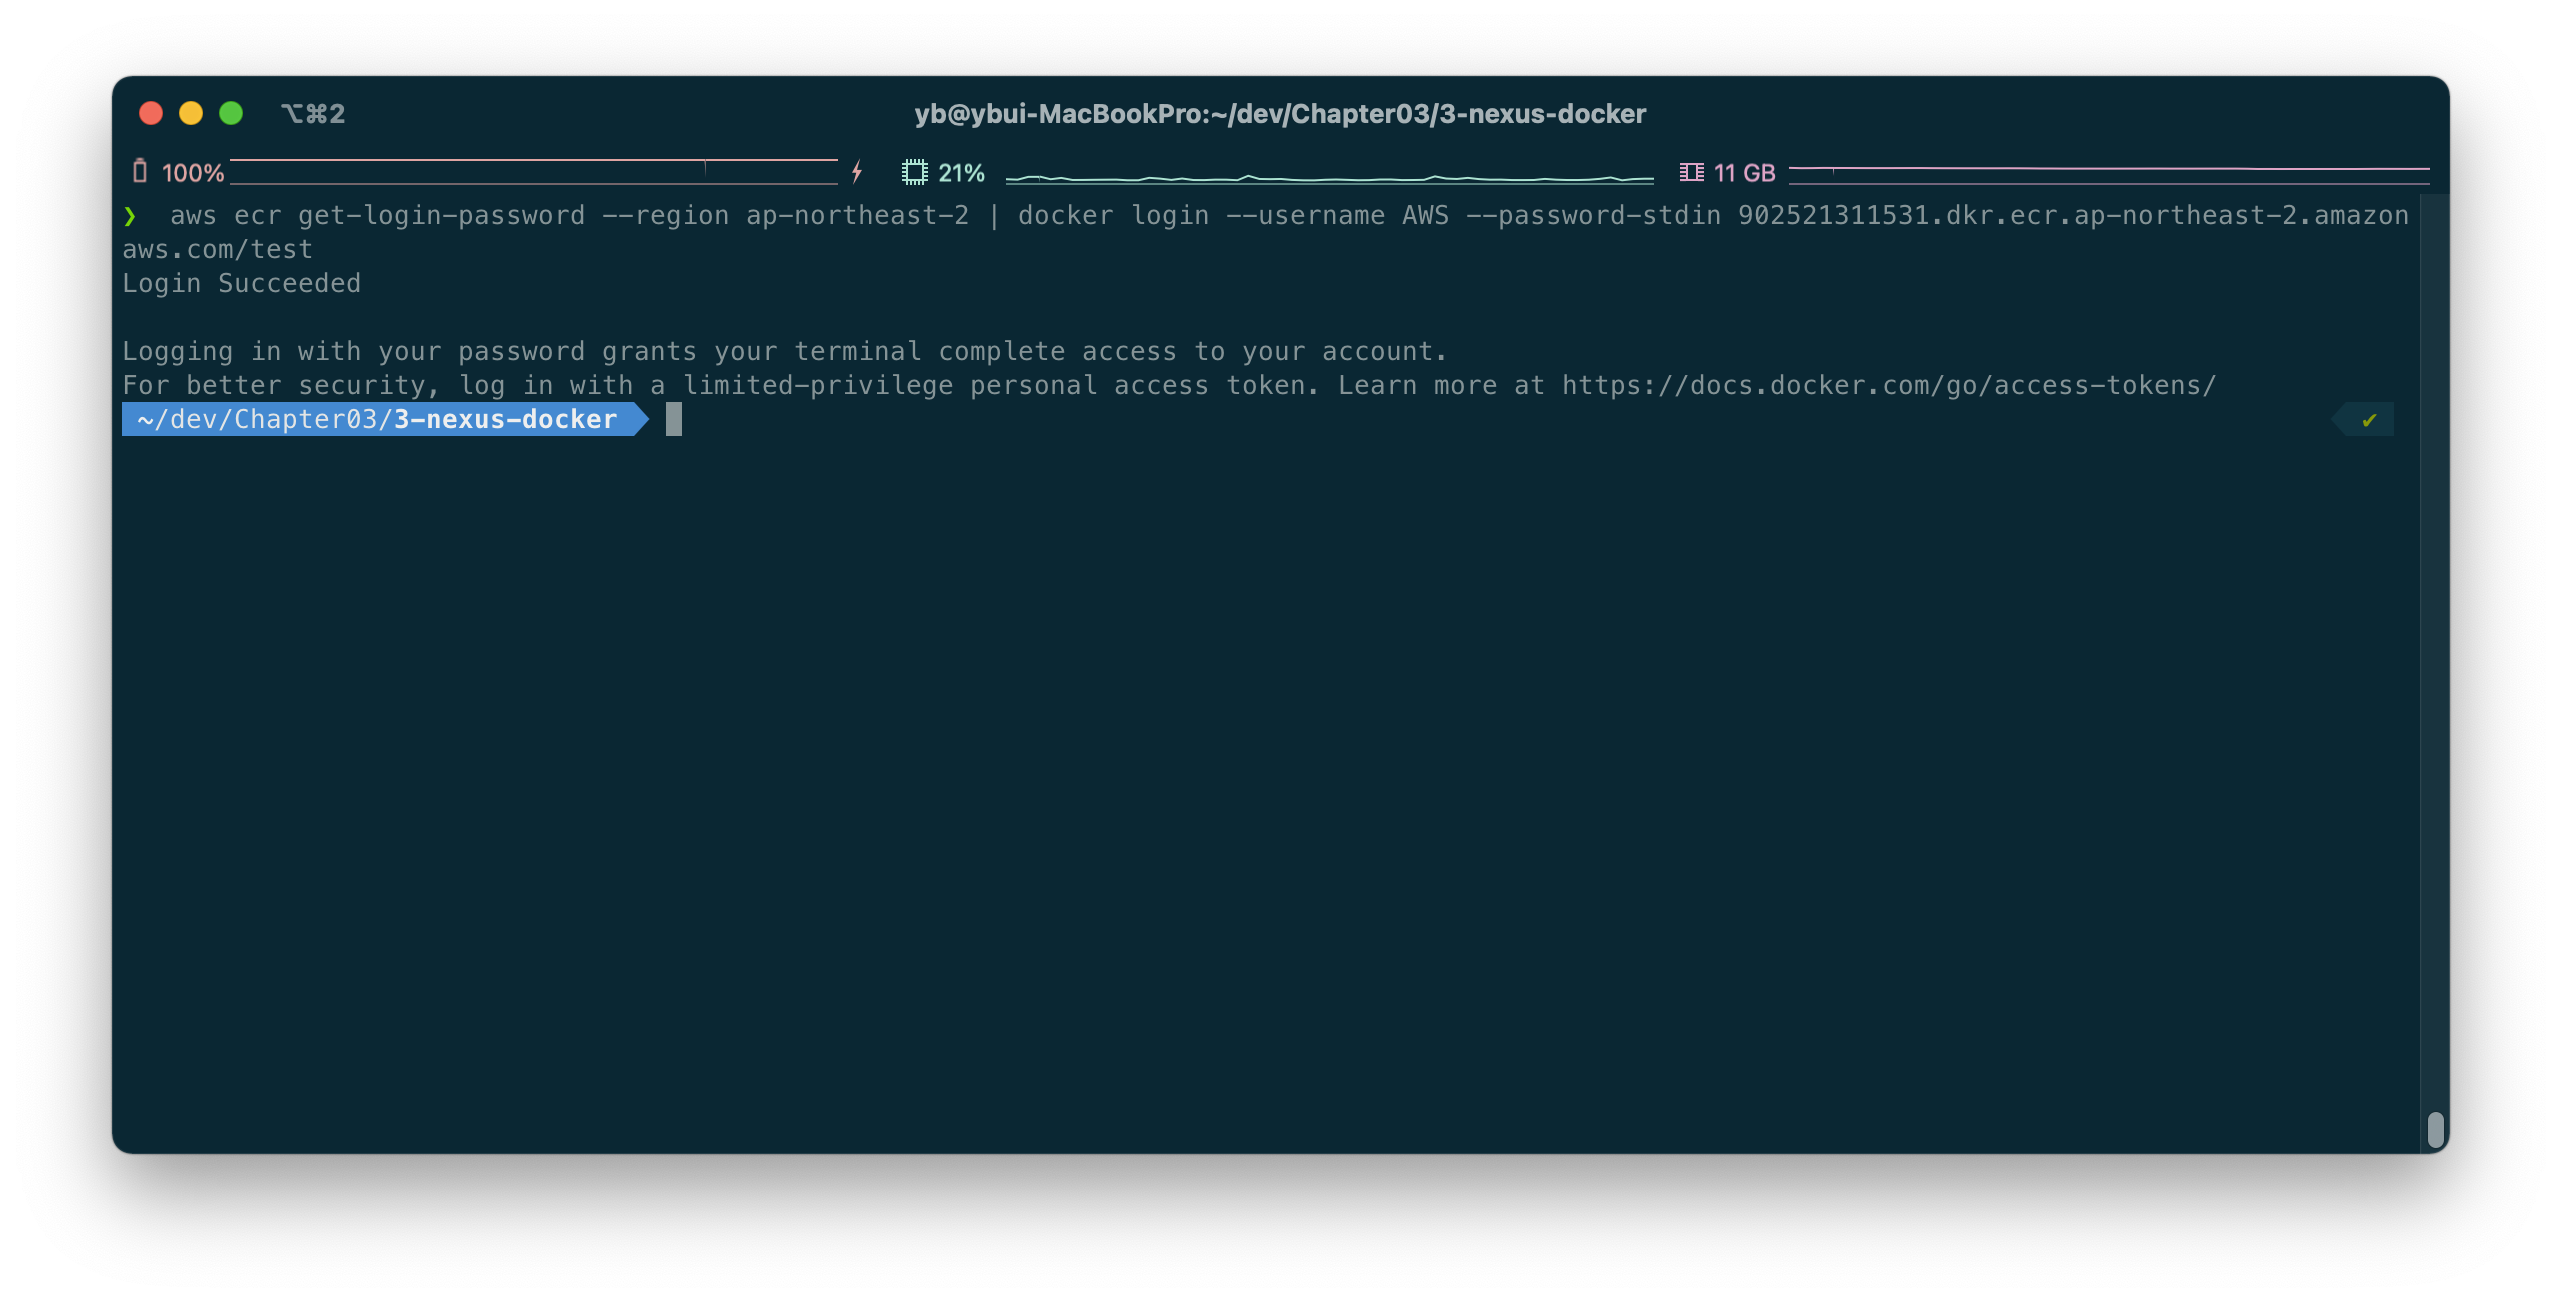 ⌥⌘2 yb@ybui-MacBookPro:~/dev/Chapter03/3-nexus-docker
100% 21% 11 GB
❯ aws ecr get-login-password --region ap-northeast-2 | docker login --username AWS --password-stdin 902521311531.dkr.ecr.ap-northeast-2.amazon
aws.com/test
Login Succeeded
Logging in with your password grants your terminal complete access to your account.
For better security, log in with a limited-privilege personal access token. Learn more at https://docs.docker.com/go/access-tokens/
~/dev/Chapter03/3-nexus-docker ✔